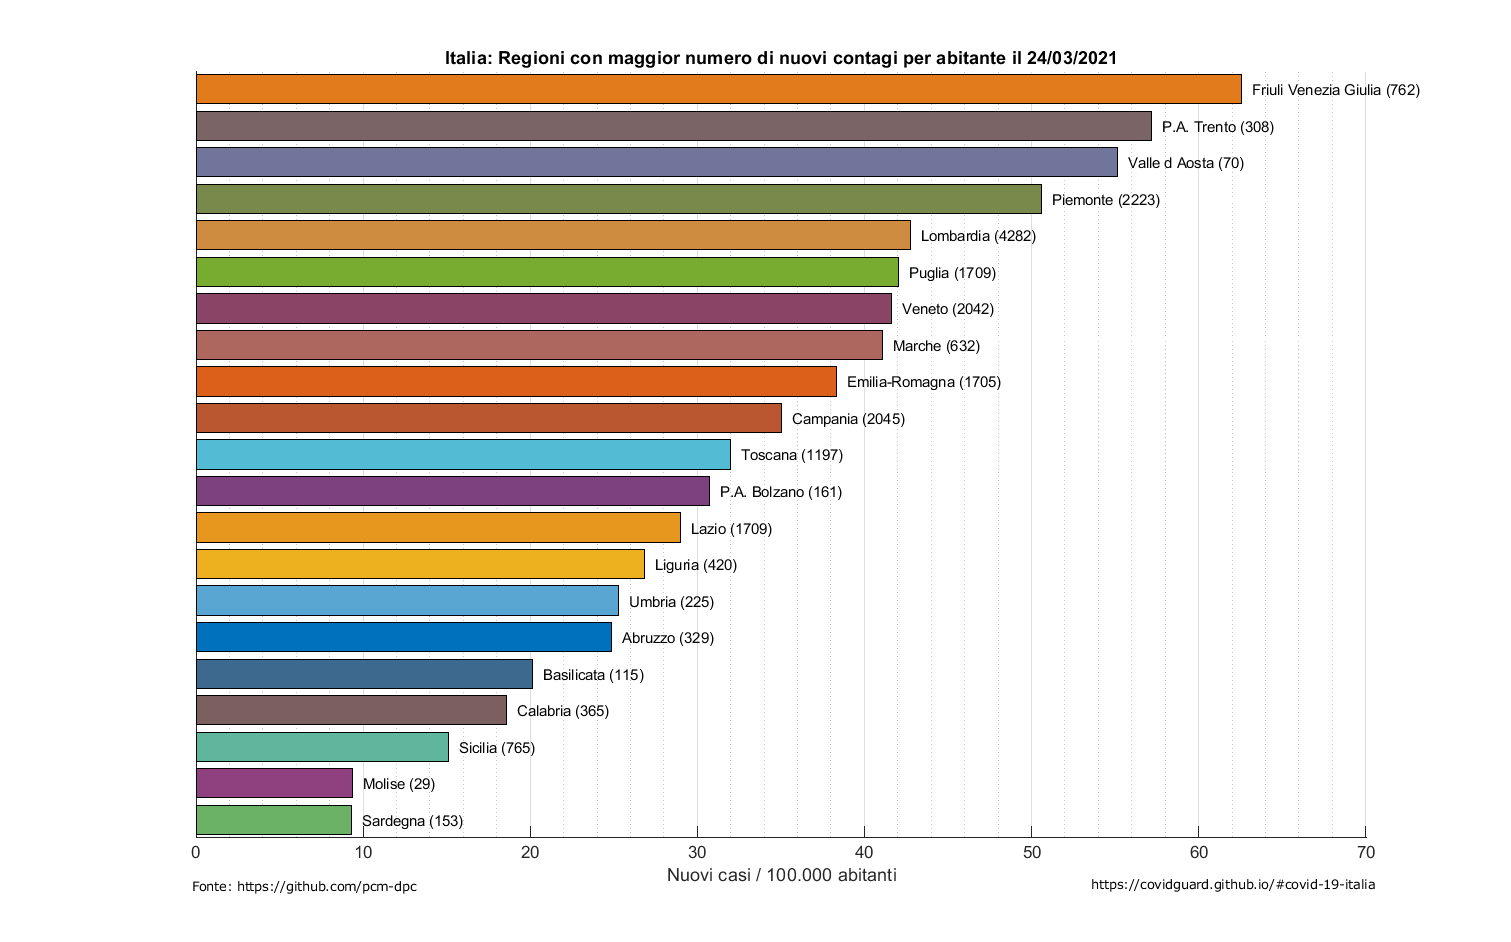 Italia: Regioni con maggior numero di nuovi contagi per abitante il 24/03/2021
Friuli Venezia Giulia (762)
P.A. Trento (308)
Valle d Aosta (70)
Piemonte (2223)
Lombardia (4282)
Puglia (1709)
Veneto (2042)
Marche (632)
Emilia-Romagna (1705)
Campania (2045)
Toscana (1197)
P.A. Bolzano (161)
Lazio (1709)
Liguria (420)
Umbria (225)
Abruzzo (329)
Basilicata (115)
Calabria (365)
Sicilia (765)
Molise (29)
Sardegna (153)
0 10 20 30 40 50 60 70
Nuovi casi / 100.000 abitanti
Fonte: https://github.com/pcm-dpc
https://covidguard.github.io/#covid-19-italia